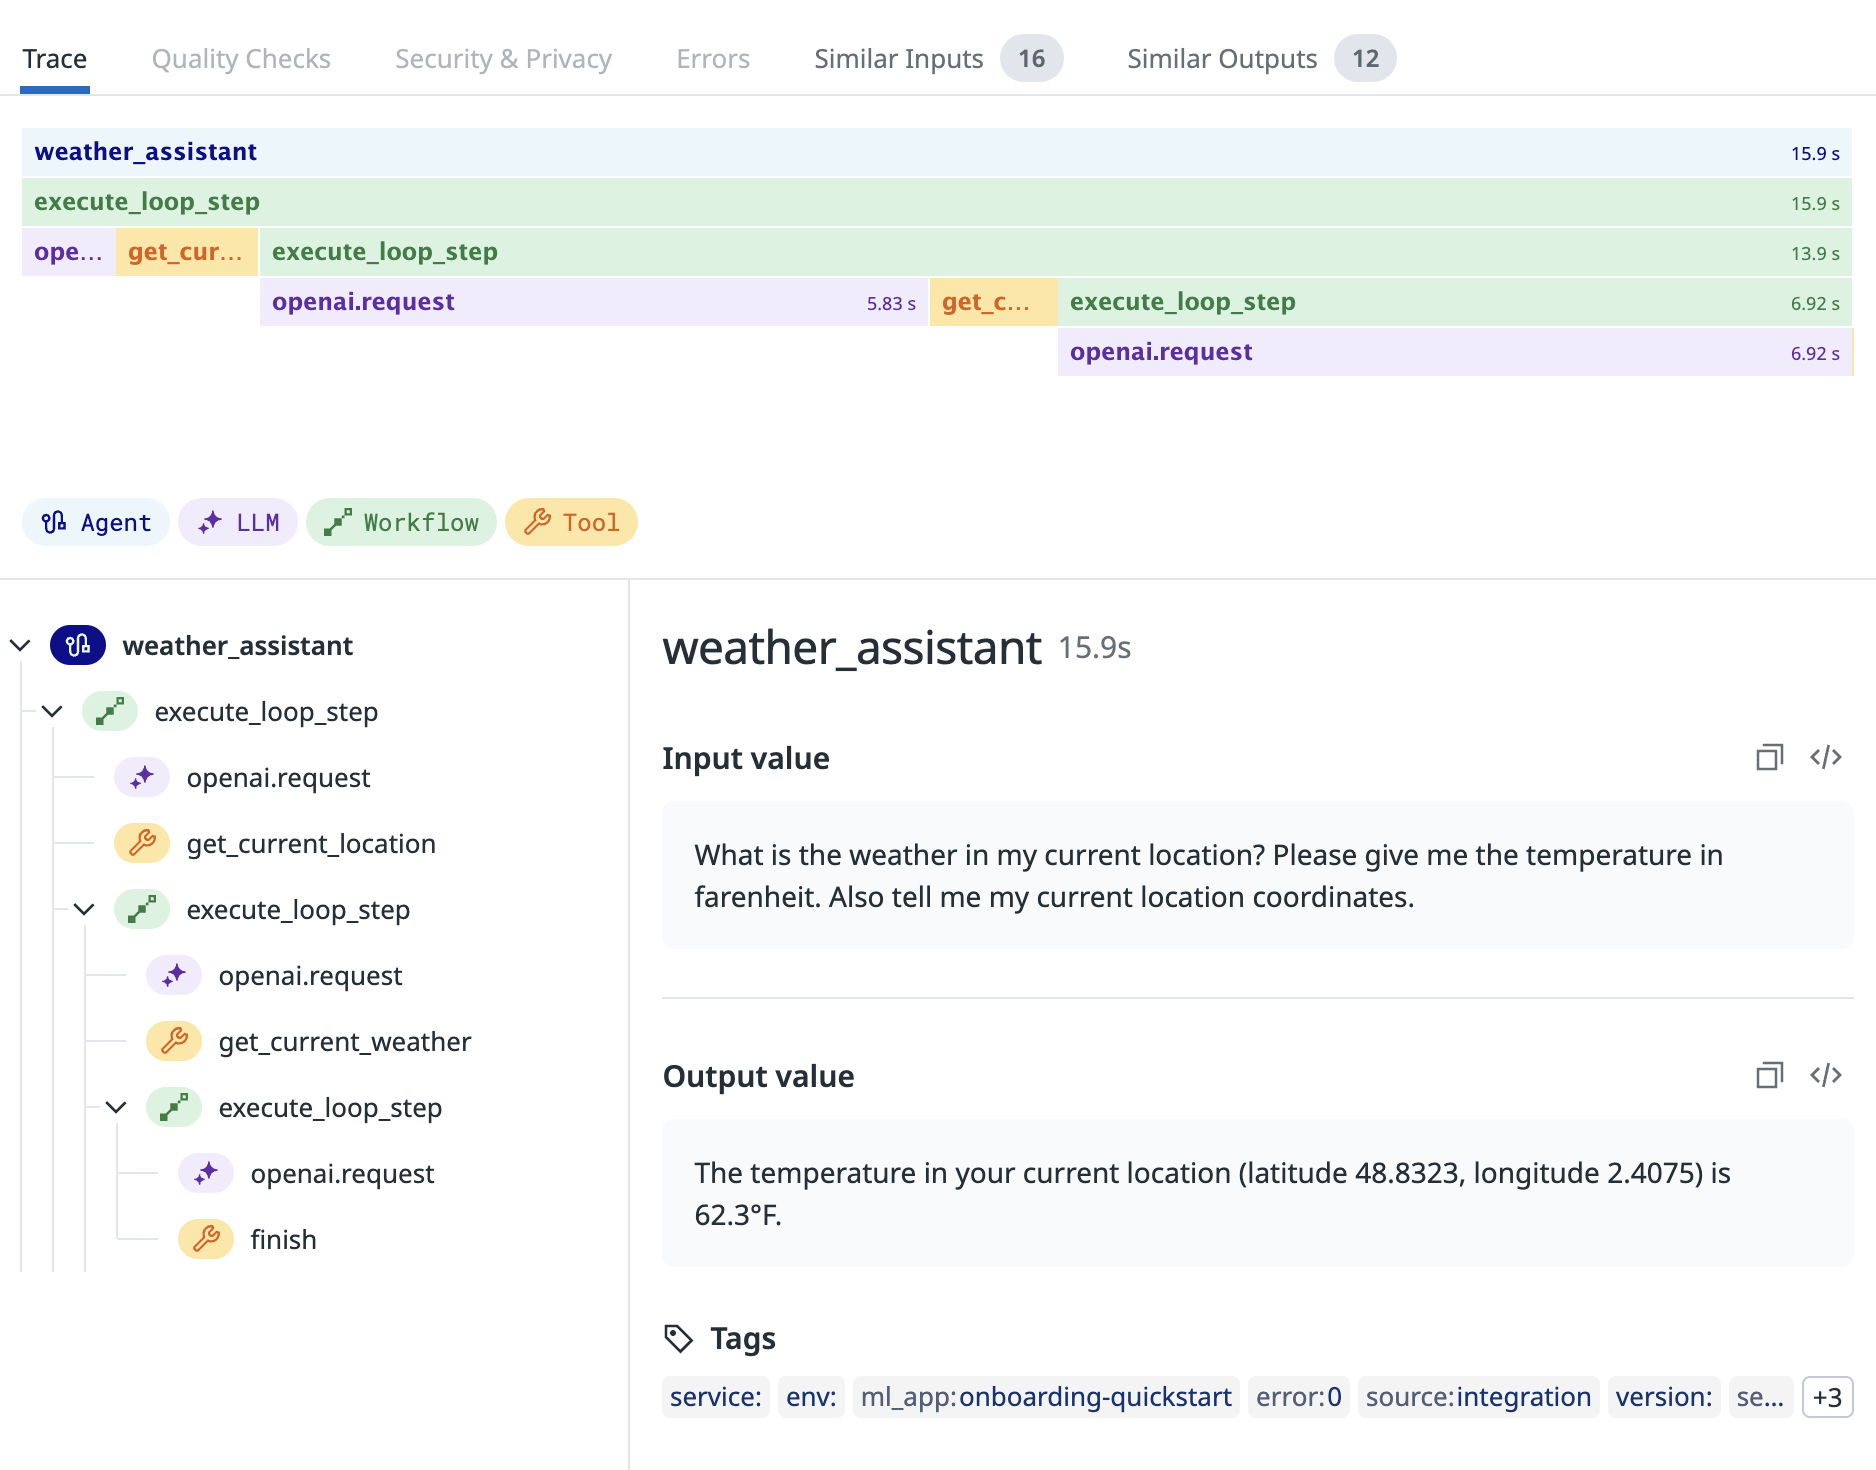 Trace Quality Checks Security & Privacy Errors Similar Inputs 16 Similar Outputs 12
weather_assistant 15.9 s
execute_loop_step 15.9 s
ope... get_cur... execute_loop_step 13.9 s
openai.request 5.83 s get_c... execute_loop_step 6.92 s
openai.request 6.92 s
Agent LLM Workflow Tool
weather_assistant
execute_loop_step
openai.request
get_current_location
execute_loop_step
openai.request
get_current_weather
execute_loop_step
openai.request
finish
weather_assistant 15.9s
Input value
What is the weather in my current location? Please give me the temperature in
farenheit. Also tell me my current location coordinates.
Output value
The temperature in your current location (latitude 48.8323, longitude 2.4075) is
62.3°F.
Tags
service: env: ml_app:onboarding-quickstart error:0 source:integration version: se... +3